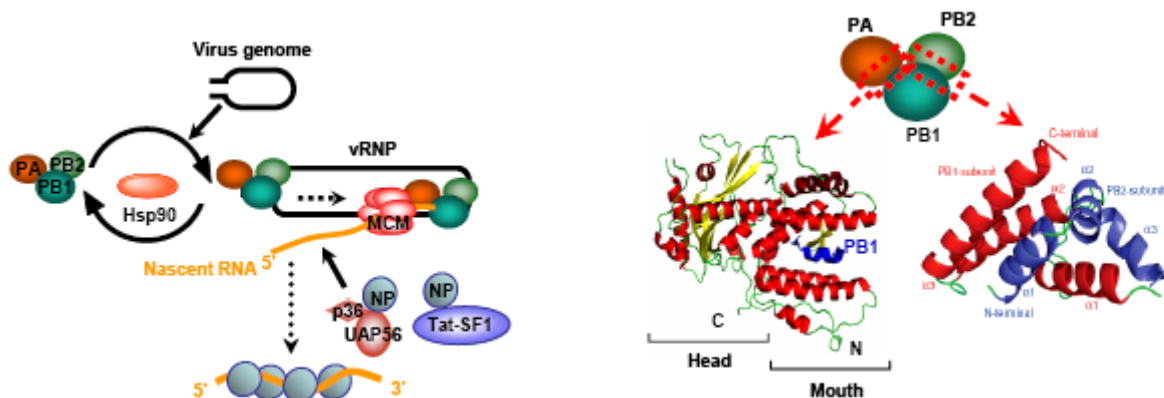 Virus genome
PA
PB2
PB1
Hsp90
vRNP
MCM
Nascent RNA
5'
p36
NP
UAP56
NP
Tat-SF1
5'
3'
PA
PB2
PB1
PB1
C
N
Head
Mouth
C-terminal
PB1-subunit
α2
α2
PB2-subunit
α3
α3
α1
N-terminal
α1